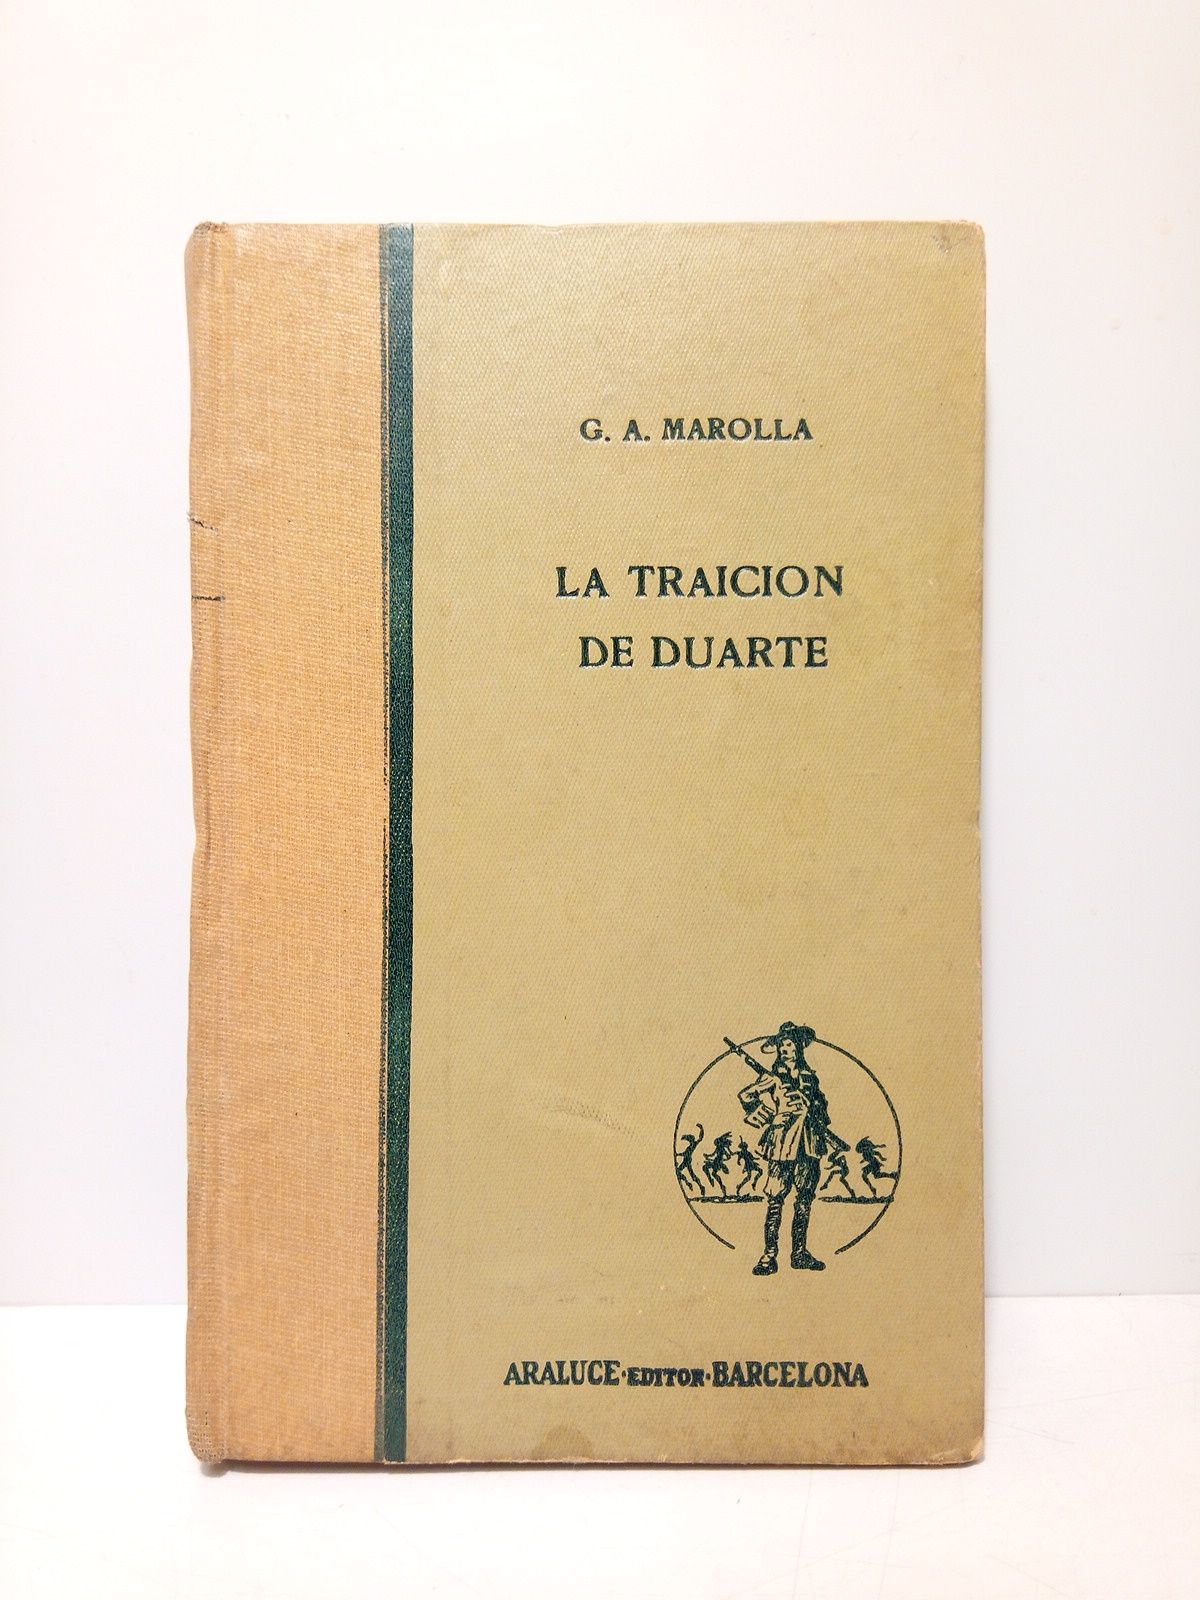 G. A. MAROLLA
LA TRAICION
DE DUARTE
ARALUCE·EDITOR·BARCELONA